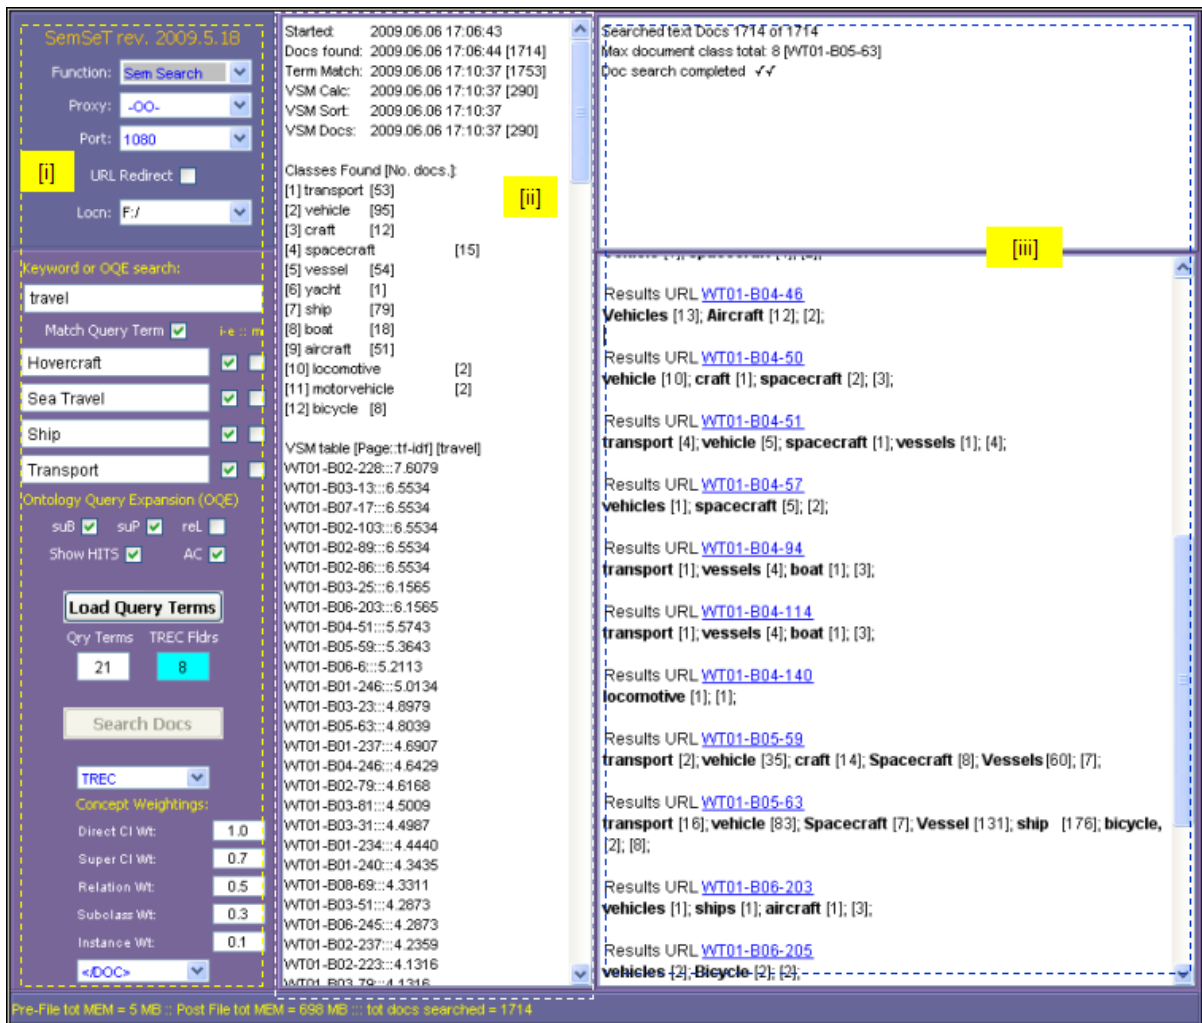 SemSeT rev. 2009.5.18
Function: Sem Search
Proxy: -OO-
Port: 1080
[i]
URL Redirect
Locn: F:/
Keyword or OQE search:
travel
Match Query Term i-e :: m
Hovercraft
Sea Travel
Ship
Transport
Ontology Query Expansion (OQE)
suB suP reL
Show HITS AC
Load Query Terms
Qry Terms TREC Fldrs
21 8
Search Docs
TREC
Concept Weightings:
Direct Cl Wt: 1.0
Super Cl Wt: 0.7
Relation Wt: 0.5
Subclass Wt: 0.3
Instance Wt: 0.1
</DOC>
Started: 2009.06.06 17:06:43
Docs found: 2009.06.06 17:06:44 [1714]
Term Match: 2009.06.06 17:10:37 [1753]
VSM Calc: 2009.06.06 17:10:37 [290]
VSM Sort: 2009.06.06 17:10:37
VSM Docs: 2009.06.06 17:10:37 [290]
Classes Found [No. docs.]:
[ii]
[1] transport [53]
[2] vehicle [95]
[3] craft [12]
[4] spacecraft [15]
[5] vessel [54]
[6] yacht [1]
[7] ship [79]
[8] boat [18]
[9] aircraft [51]
[10] locomotive [2]
[11] motorvehicle [2]
[12] bicycle [8]
VSM table [Page::tf-idf] [travel]
WT01-B02-228:::7.6079
WT01-B03-13:::6.5534
WT01-B07-17:::6.5534
WT01-B02-103:::6.5534
WT01-B02-89:::6.5534
WT01-B02-86:::6.5534
WT01-B03-25:::6.1565
WT01-B06-203:::6.1565
WT01-B04-51:::5.5743
WT01-B05-59:::5.3643
WT01-B06-6:::5.2113
WT01-B01-246:::5.0134
WT01-B03-23:::4.8979
WT01-B05-63:::4.8039
WT01-B01-237:::4.6907
WT01-B04-246:::4.6429
WT01-B02-79:::4.6168
WT01-B03-81:::4.5009
WT01-B03-31:::4.4987
WT01-B01-234:::4.4440
WT01-B01-240:::4.3435
WT01-B08-69:::4.3311
WT01-B03-51:::4.2873
WT01-B06-245:::4.2873
WT01-B02-237:::4.2359
WT01-B02-223:::4.1316
WT01-B03-79:::4.1316
Searched text Docs 1714 of 1714
Max document class total: 8 [WT01-B05-63]
Doc search completed ✓✓
[iii]
Results URL WT01-B04-46
Vehicles [13]; Aircraft [12]; [2];
Results URL WT01-B04-50
vehicle [10]; craft [1]; spacecraft [2]; [3];
Results URL WT01-B04-51
transport [4]; vehicle [5]; spacecraft [1]; vessels [1]; [4];
Results URL WT01-B04-57
vehicles [1]; spacecraft [5]; [2];
Results URL WT01-B04-94
transport [1]; vessels [4]; boat [1]; [3];
Results URL WT01-B04-114
transport [1]; vessels [4]; boat [1]; [3];
Results URL WT01-B04-140
locomotive [1]; [1];
Results URL WT01-B05-59
transport [2]; vehicle [35]; craft [14]; Spacecraft [8]; Vessels [60]; [7];
Results URL WT01-B05-63
transport [16]; vehicle [83]; Spacecraft [7]; Vessel [131]; ship [176]; bicycle,
[2]; [8];
Results URL WT01-B06-203
vehicles [1]; ships [1]; aircraft [1]; [3];
Results URL WT01-B06-205
vehicles [2]; Bicycle [2]; [2];
Pre-File tot MEM = 5 MB :: Post File tot MEM = 698 MB ::: tot docs searched = 1714